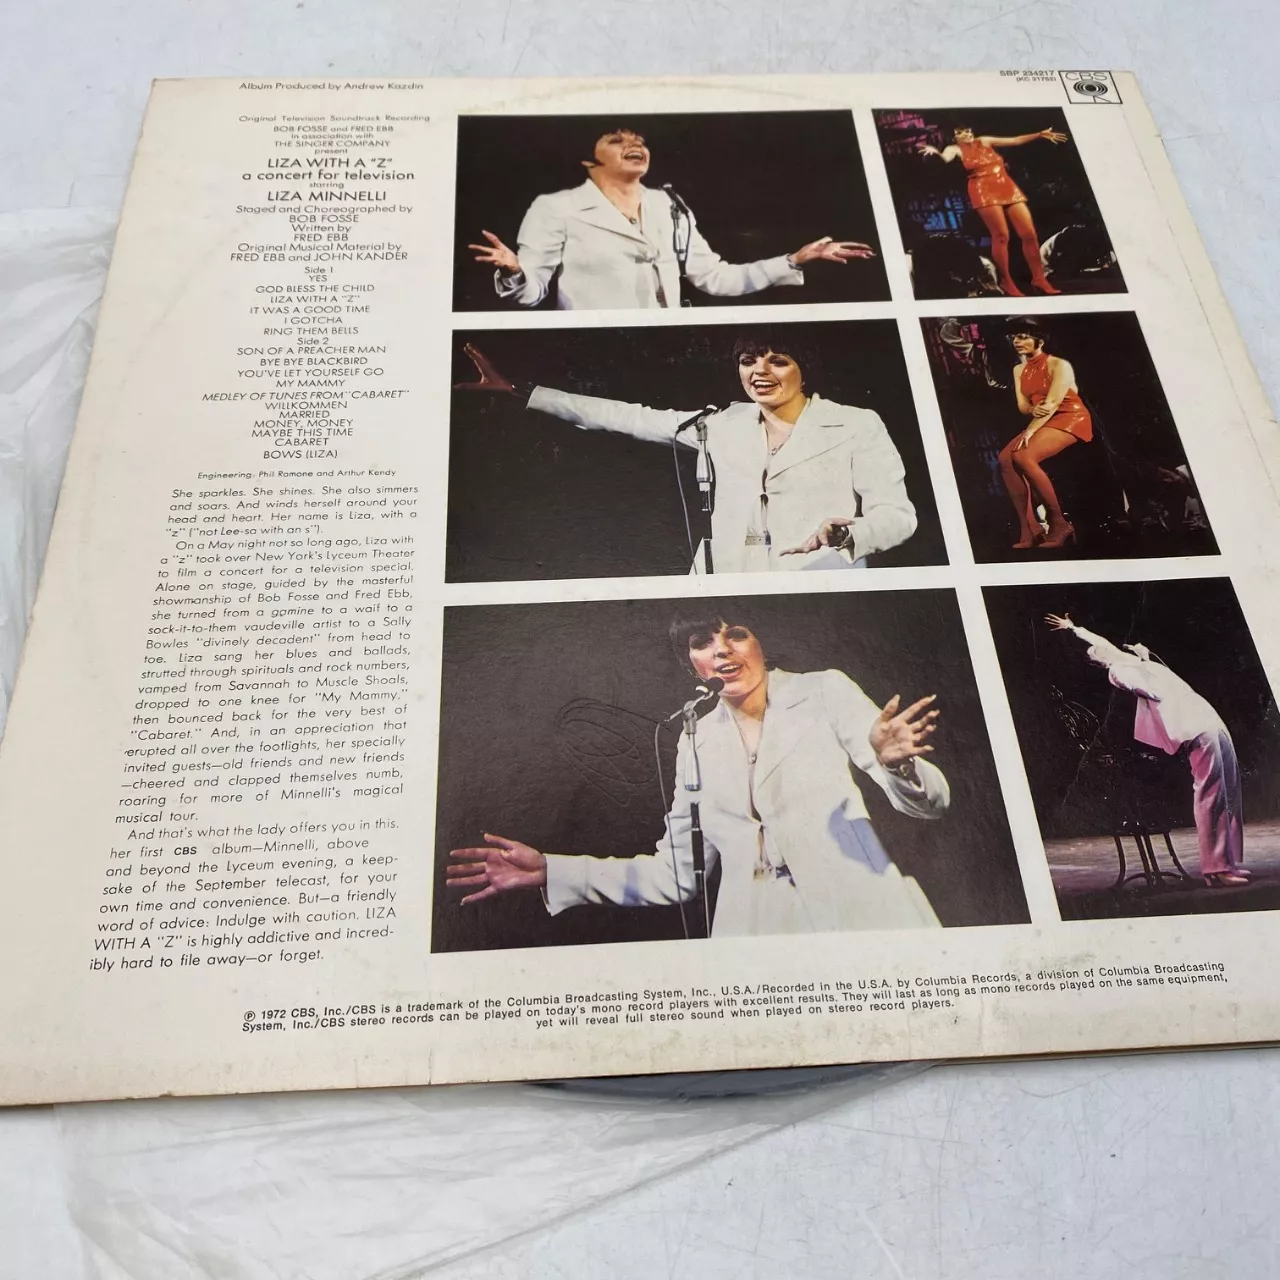 Album Produced by Andrew Kazdin
SBP 234217
(KC 31762)
CBS
Original Television Soundtrack Recording
BOB FOSSE and FRED EBB
in association with
THE SINGER COMPANY
present
LIZA WITH A "Z"
a concert for television
starring
LIZA MINNELLI
Staged and Choreographed by
BOB FOSSE
Written by
FRED EBB
Original Musical Material by
FRED EBB and JOHN KANDER
Side 1
YES
GOD BLESS THE CHILD
LIZA WITH A "Z"
IT WAS A GOOD TIME
I GOTCHA
RING THEM BELLS
Side 2
SON OF A PREACHER MAN
BYE BYE BLACKBIRD
YOU'VE LET YOURSELF GO
MY MAMMY
MEDLEY OF TUNES FROM "CABARET"
WILLKOMMEN
MARRIED
MONEY, MONEY
MAYBE THIS TIME
CABARET
BOWS (LIZA)
Engineering: Phil Ramone and Arthur Kendy
She sparkles. She shines. She also simmers
and soars. And winds herself around your
head and heart. Her name is Liza, with a
"z" ("not Lee-sa with an s").
On a May night not so long ago, Liza with
a "z" took over New York's Lyceum Theater
to film a concert for a television special.
Alone on stage, guided by the masterful
showmanship of Bob Fosse and Fred Ebb,
she turned from a gamine to a waif to a
sock-it-to-them vaudeville artist to a Sally
Bowles "divinely decadent" from head to
toe. Liza sang her blues and ballads,
strutted through spirituals and rock numbers,
vamped from Savannah to Muscle Shoals,
dropped to one knee for "My Mammy,"
then bounced back for the very best of
"Cabaret." And, in an appreciation that
erupted all over the footlights, her specially
invited guests—old friends and new friends
—cheered and clapped themselves numb,
roaring for more of Minnelli's magical
musical tour.
And that's what the lady offers you in this.
her first CBS album—Minnelli, above
and beyond the Lyceum evening, a keep-
sake of the September telecast, for your
own time and convenience. But—a friendly
word of advice: Indulge with caution. LIZA
WITH A "Z" is highly addictive and incred-
ibly hard to file away—or forget.
℗ 1972 CBS, Inc./CBS is a trademark of the Columbia Broadcasting System, Inc., U.S.A./Recorded in the U.S.A. by Columbia Records, a division of Columbia Broadcasting
System, Inc./CBS stereo records can be played on today's mono record players with excellent results. They will last as long as mono records played on the same equipment,
yet will reveal full stereo sound when played on stereo record players.